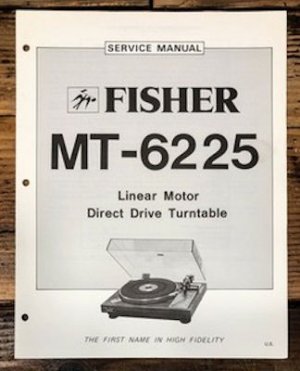 SERVICE MANUAL
FISHER
MT-6225
Linear Motor
Direct Drive Turntable
THE FIRST NAME IN HIGH FIDELITY